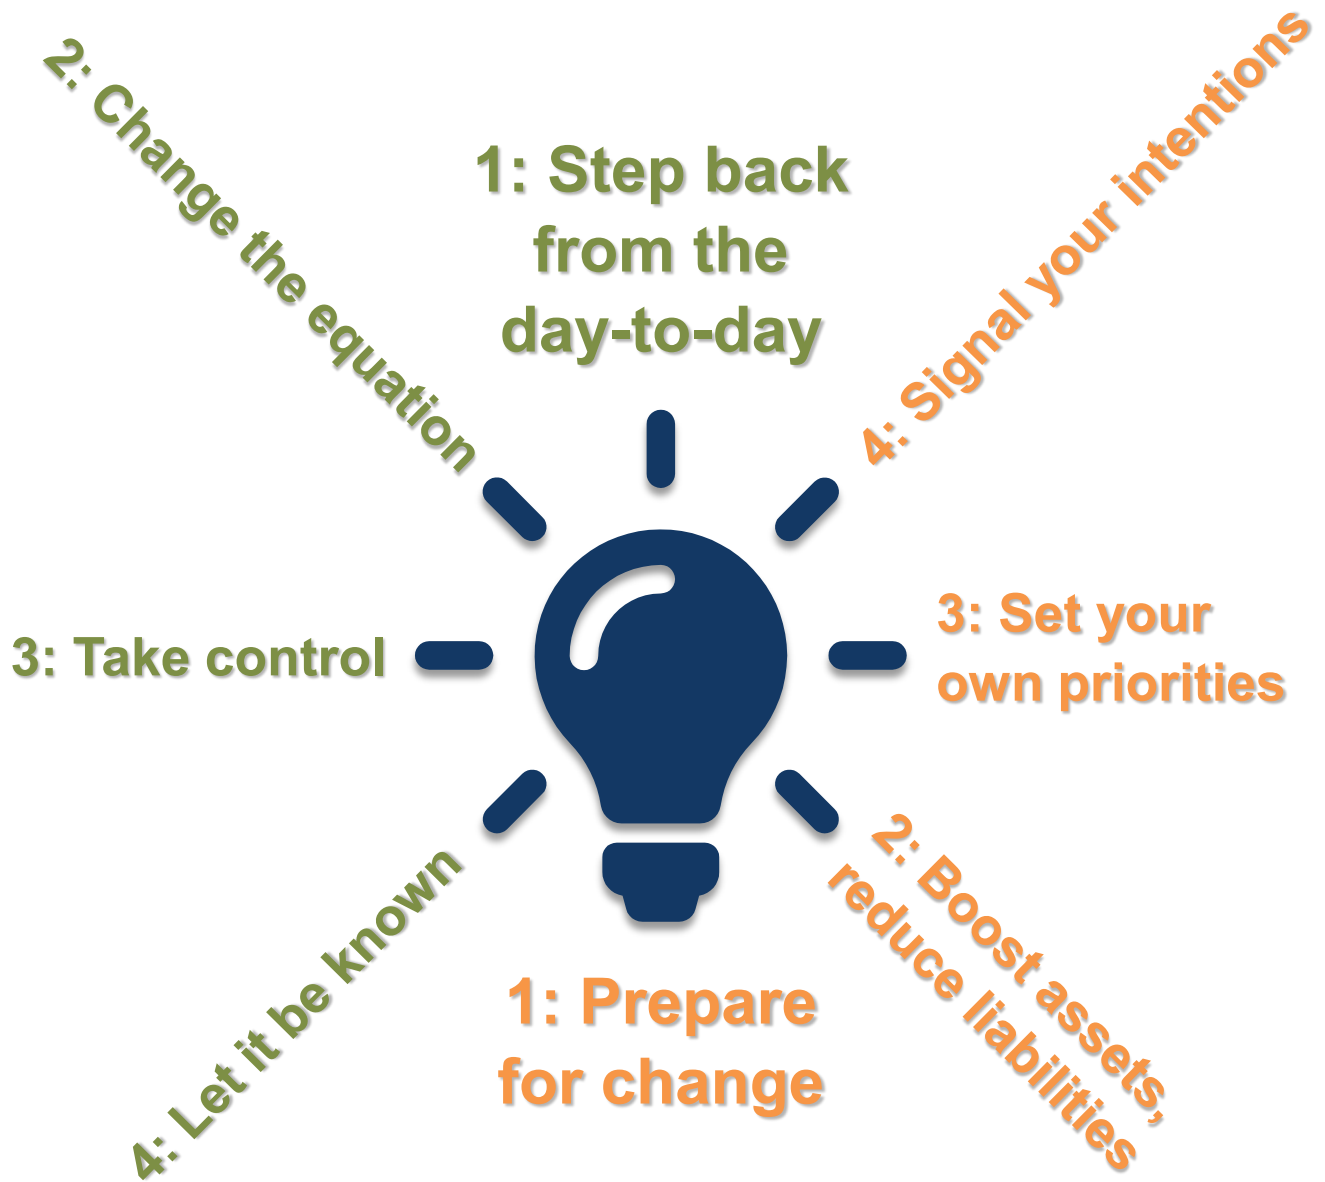 1: Step back
from the
day-to-day
2: Change the equation
3: Take control
4: Let it be known
1: Prepare
for change
2: Boost assets,
reduce liabilities
3: Set your
own priorities
4: Signal your intentions